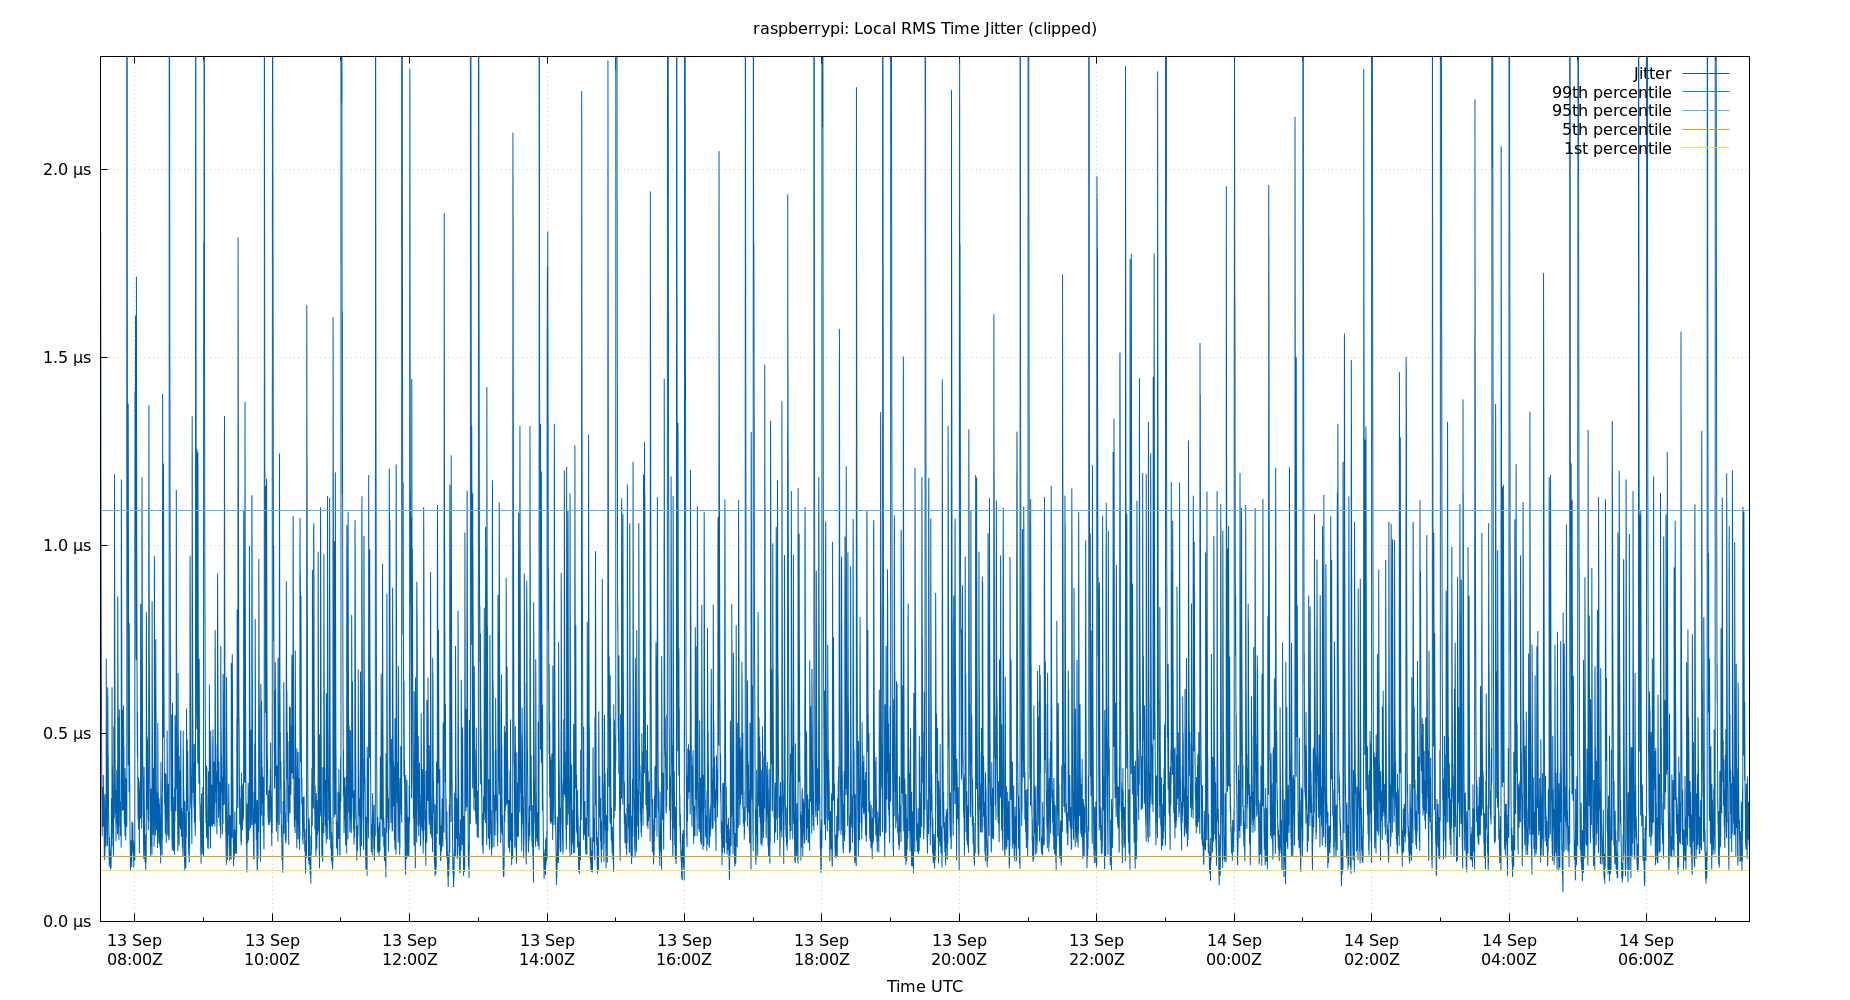 raspberrypi: Local RMS Time Jitter (clipped)
Jitter
99th percentile
95th percentile
5th percentile
1st percentile
2.0 µs
1.5 µs
1.0 µs
0.5 µs
0.0 µs
13 Sep 13 Sep 13 Sep 13 Sep 13 Sep 13 Sep 13 Sep 13 Sep 14 Sep 14 Sep 14 Sep 14 Sep
08:00Z 10:00Z 12:00Z 14:00Z 16:00Z 18:00Z 20:00Z 22:00Z 00:00Z 02:00Z 04:00Z 06:00Z
Time UTC